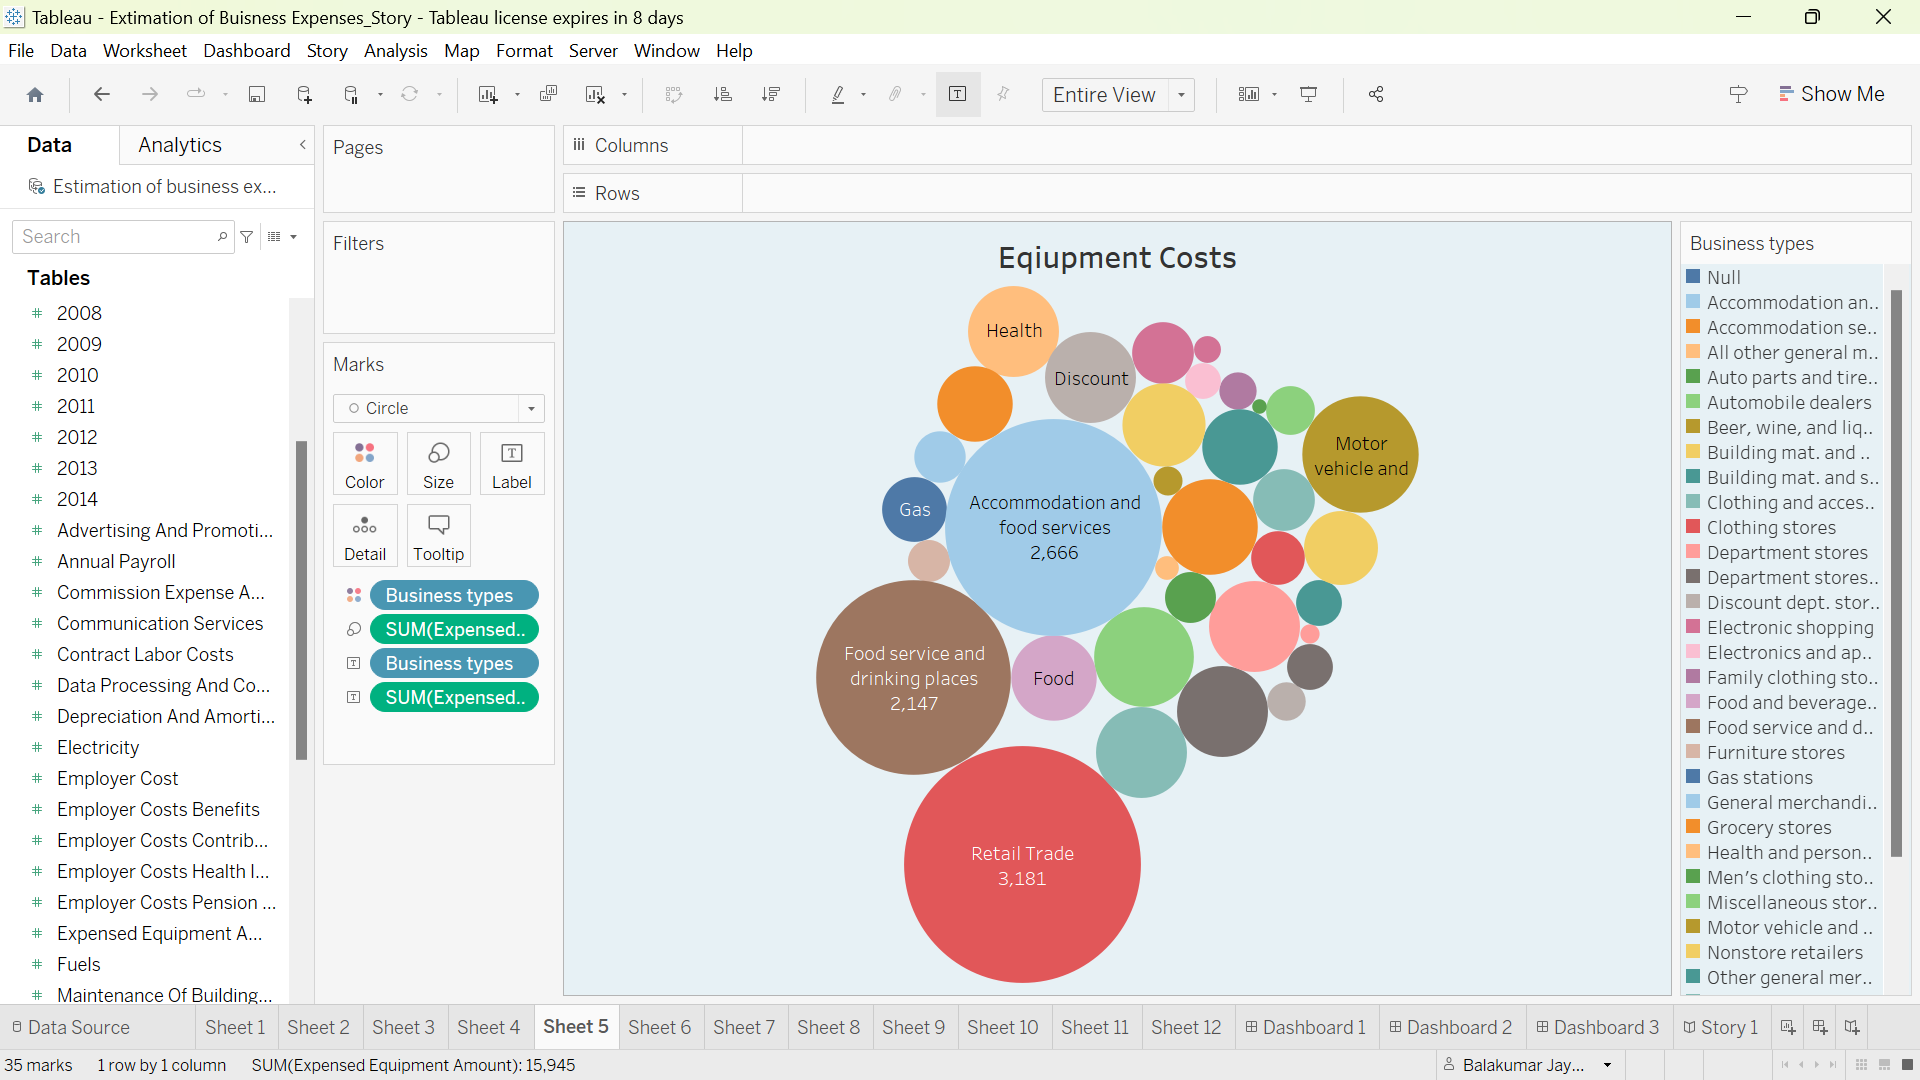 Tableau - Estimation of Buisness Expenses_Story - Tableau license expires in 8 days
File Data Worksheet Dashboard Story Analysis Map Format Server Window Help
Entire View
Show Me
Data
Analytics
Estimation of business ex...
Search
Tables
2008
2009
2010
2011
2012
2013
2014
Advertising And Promoti...
Annual Payroll
Commission Expense A...
Communication Services
Contract Labor Costs
Data Processing And Co...
Depreciation And Amorti...
Electricity
Employer Cost
Employer Costs Benefits
Employer Costs Contrib...
Employer Costs Health I...
Employer Costs Pension ...
Expensed Equipment A...
Fuels
Maintenance Of Building...
Pages
Filters
Marks
Circle
Color
Size
Label
Detail
Tooltip
Business types
SUM(Expensed..
Business types
SUM(Expensed..
Columns
Rows
Eqiupment Costs
Health
Discount
Motor
vehicle and
Accommodation and
food services
2,666
Gas
Food service and
drinking places
2,147
Food
Retail Trade
3,181
Business types
Null
Accommodation an..
Accommodation se..
All other general m..
Auto parts and tire..
Automobile dealers
Beer, wine, and liq..
Building mat. and ..
Building mat. and s..
Clothing and acces..
Clothing stores
Department stores
Department stores..
Discount dept. stor..
Electronic shopping
Electronics and ap..
Family clothing sto..
Food and beverage..
Food service and d..
Furniture stores
Gas stations
General merchandi..
Grocery stores
Health and person..
Men's clothing sto..
Miscellaneous stor..
Motor vehicle and ..
Nonstore retailers
Other general mer..
Data Source
Sheet 1
Sheet 2
Sheet 3
Sheet 4
Sheet 5
Sheet 6
Sheet 7
Sheet 8
Sheet 9
Sheet 10
Sheet 11
Sheet 12
Dashboard 1
Dashboard 2
Dashboard 3
Story 1
35 marks
1 row by 1 column
SUM(Expensed Equipment Amount): 15,945
Balakumar Jay...